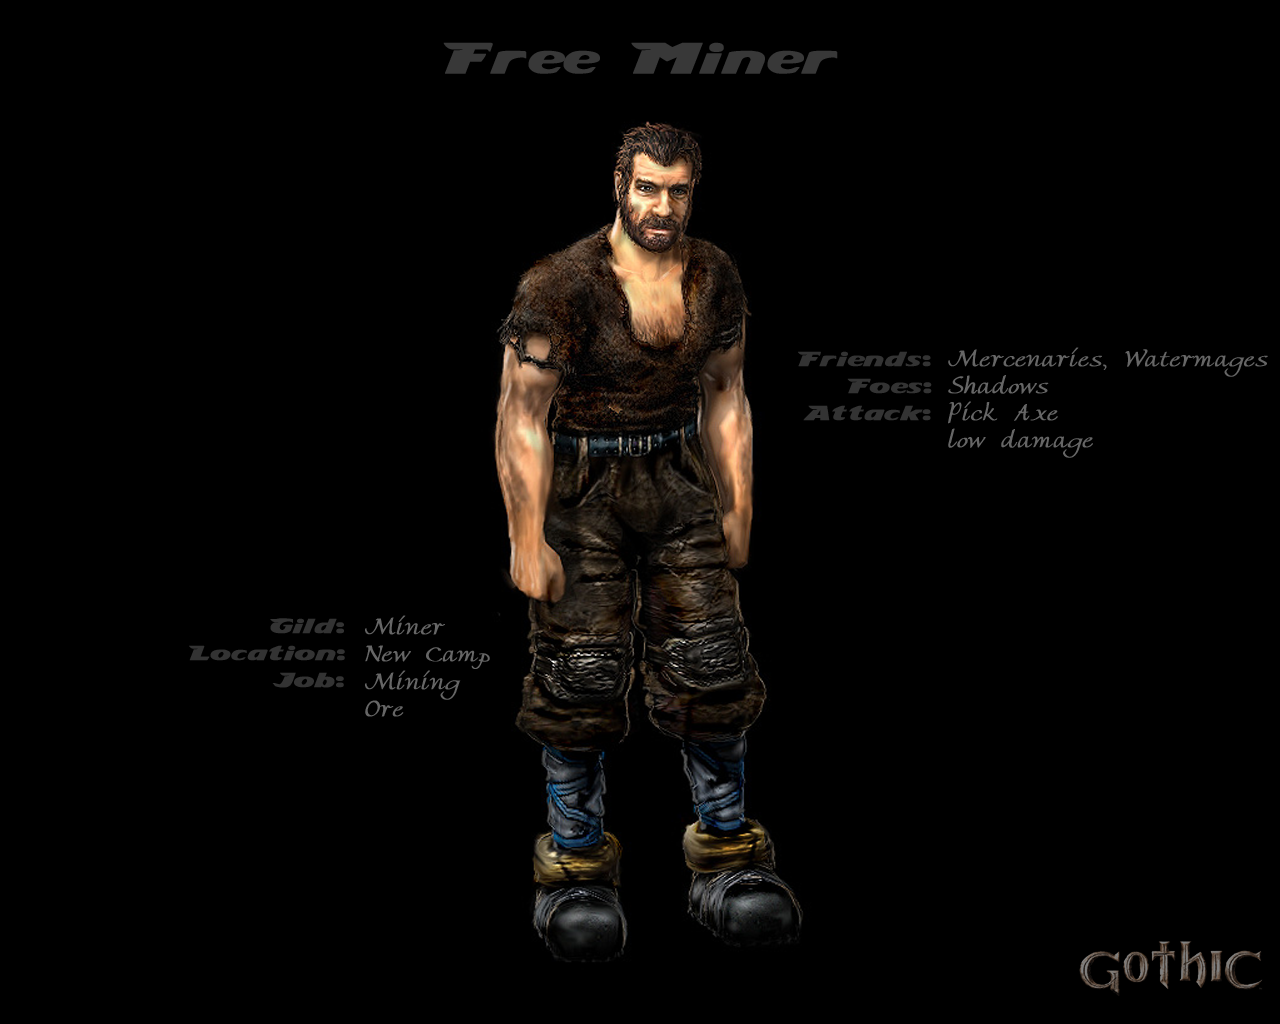 Free Miner
Friends: Mercenaries, Watermages
Foes: Shadows
Attack: Pick Axe
low damage
Gild: Miner
Location: New Camp
Job: Mining
Ore
GOTHIC